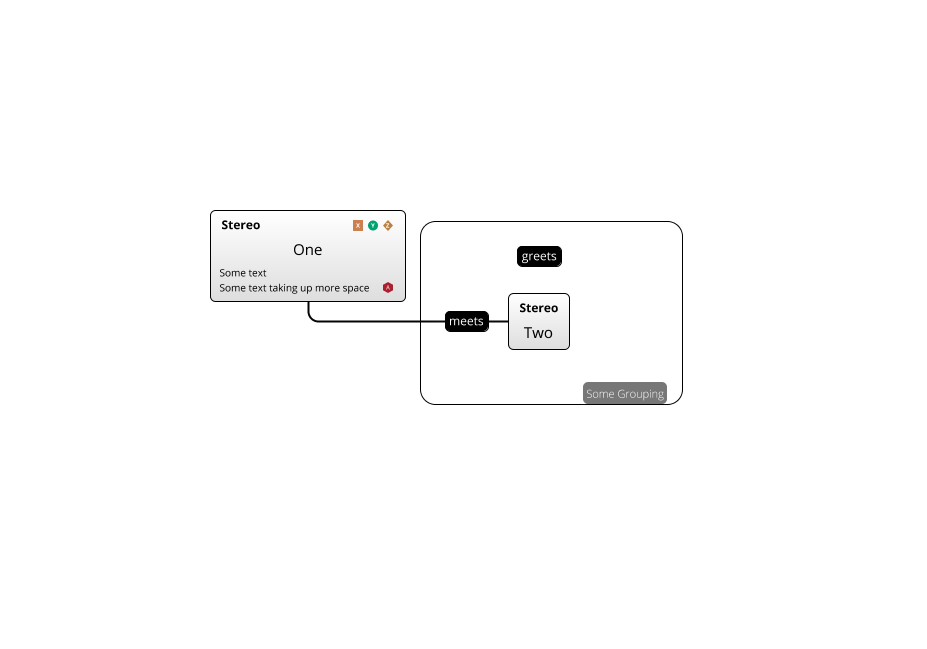 Stereo X Y Z
One
Some text
Some text taking up more space A
greets
meets
Stereo
Two
Some Grouping